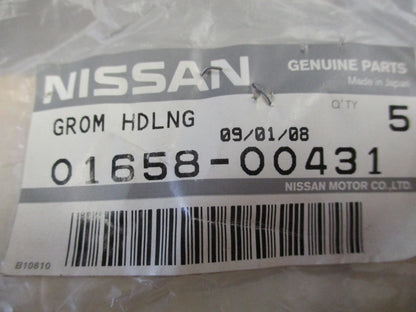 NISSAN
GENUINE PARTS
Made in Japan
Q'TY
GROM HDLNG
09/01/08
5
01658-00431
NISSAN MOTOR CO.,LTD.
B10610